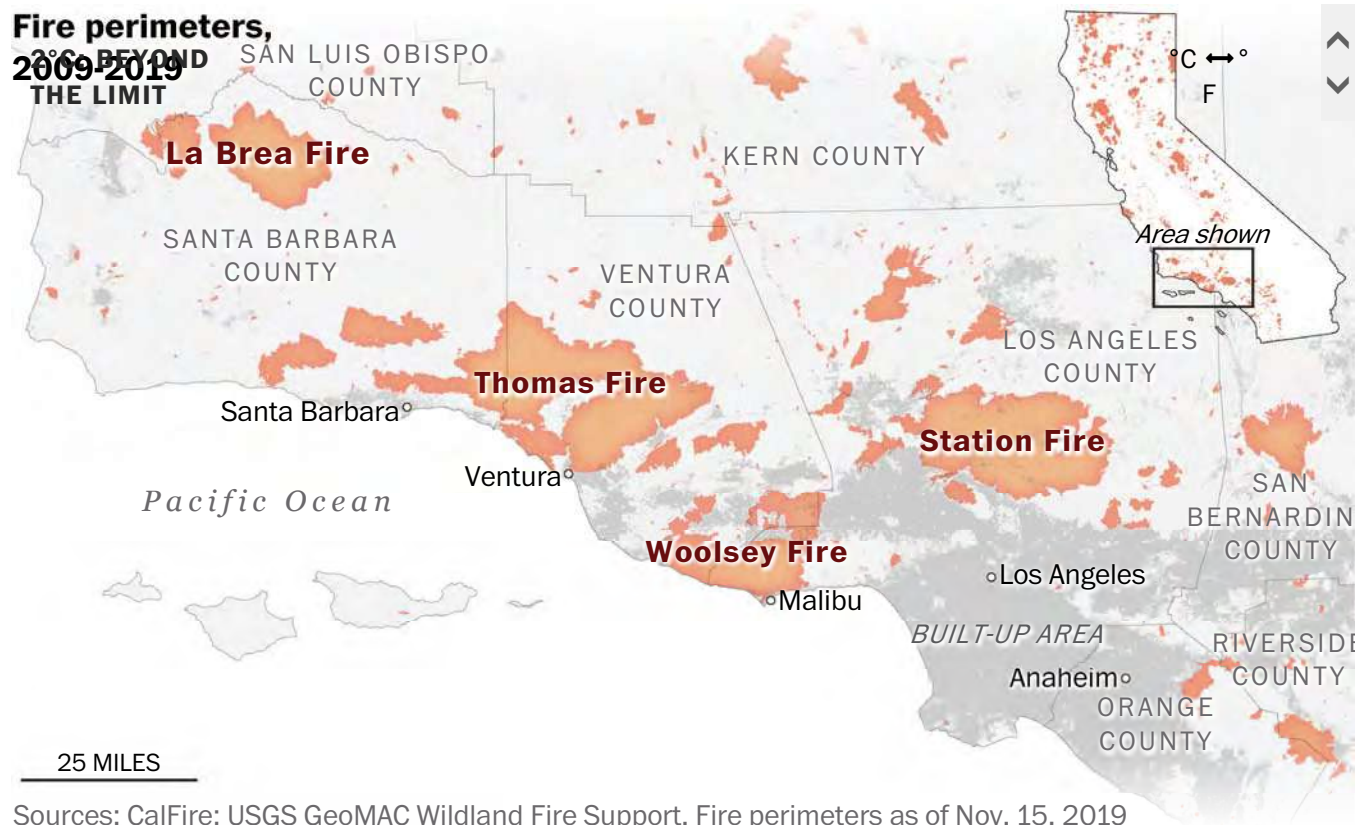 Fire perimeters,
2009-2019
2°C: BEYOND
THE LIMIT
SAN LUIS OBISPO
COUNTY
°C ↔ °
F
La Brea Fire
KERN COUNTY
SANTA BARBARA
COUNTY
Area shown
VENTURA
COUNTY
LOS ANGELES
COUNTY
Thomas Fire
Santa Barbara
Station Fire
Ventura
Pacific Ocean
SAN
BERNARDIN
COUNTY
Woolsey Fire
Los Angeles
Malibu
BUILT-UP AREA
RIVERSIDE
COUNTY
Anaheim
ORANGE
COUNTY
25 MILES
Sources: CalFire; USGS GeoMAC Wildland Fire Support. Fire perimeters as of Nov. 15, 2019